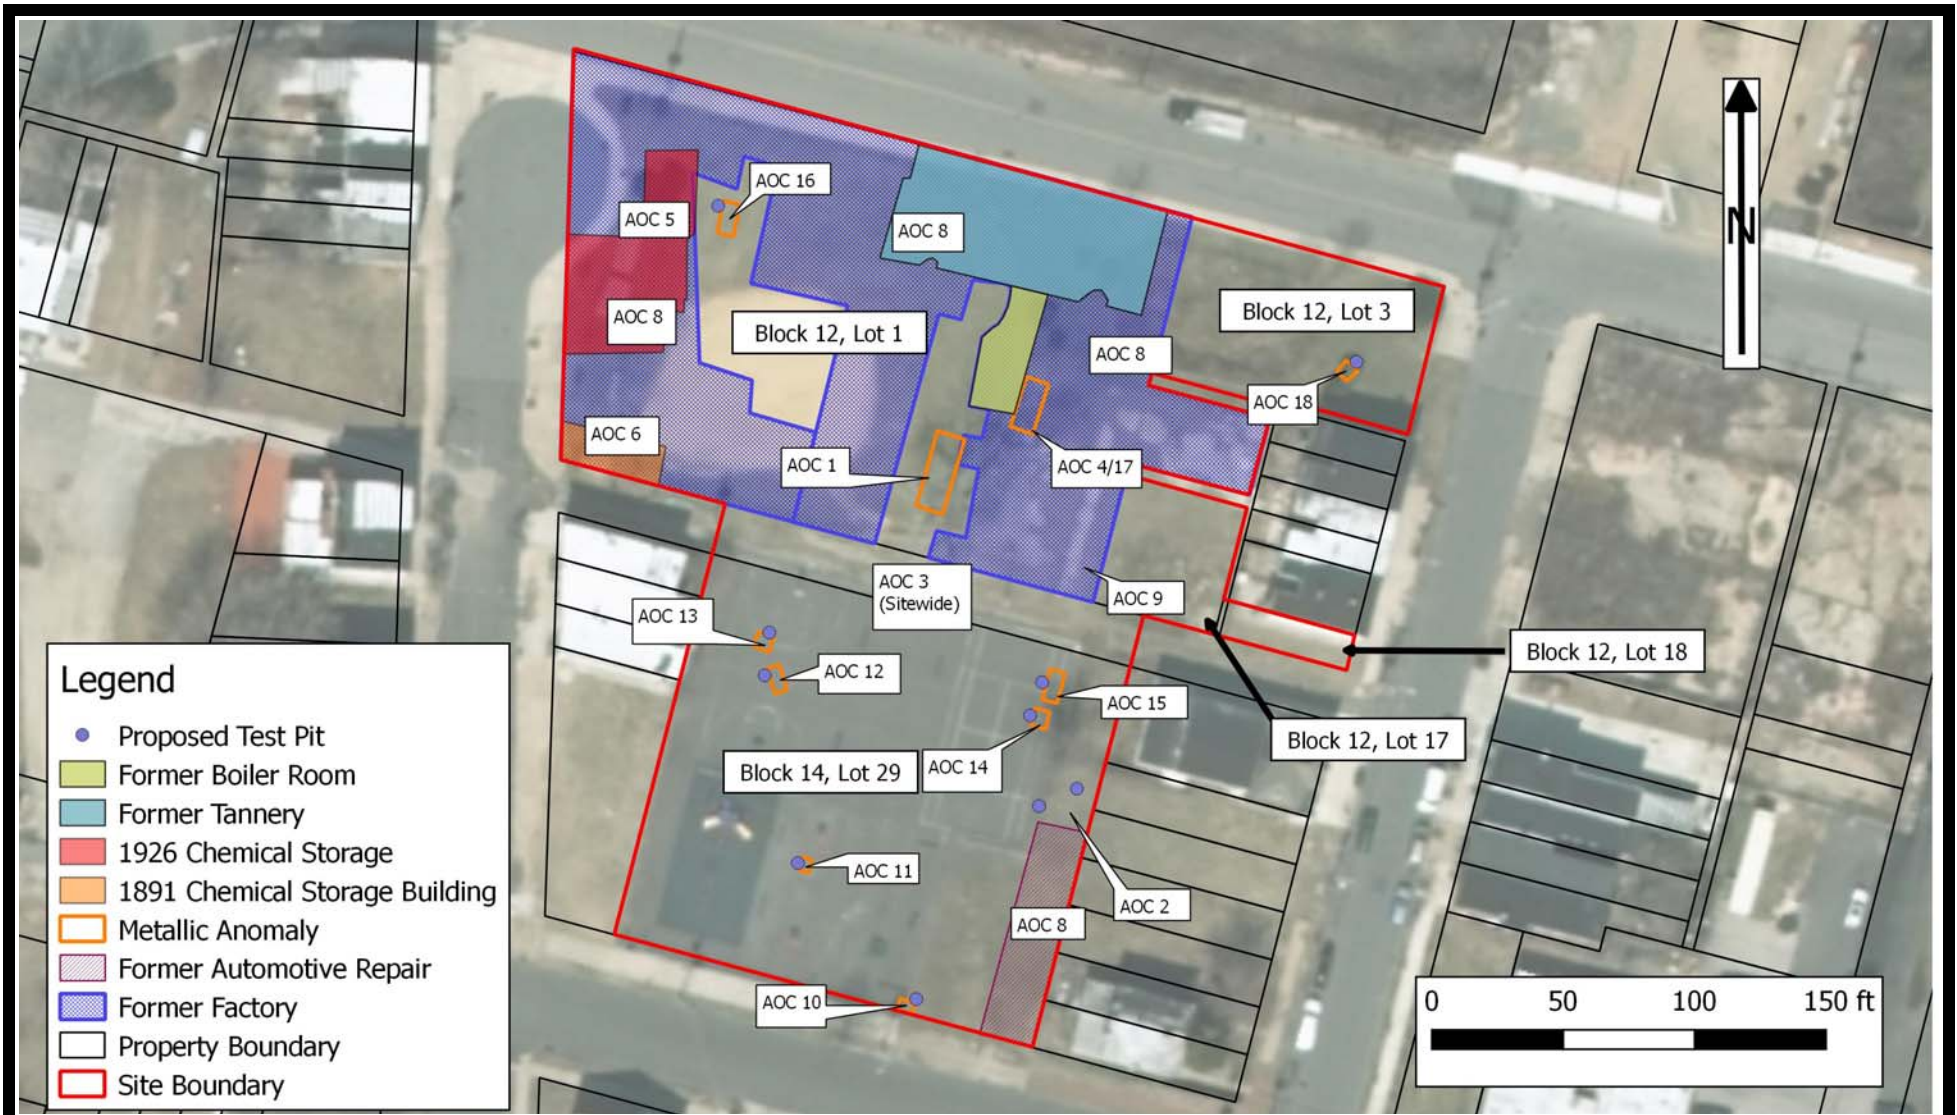 AOC 16
AOC 5
AOC 8
AOC 8
Block 12, Lot 3
Block 12, Lot 1
AOC 8
AOC 18
AOC 6
AOC 1
AOC 4/17
N
AOC 3
(Sitewide)
AOC 9
AOC 13
AOC 12
Block 12, Lot 18
AOC 15
Block 12, Lot 17
Block 14, Lot 29
AOC 14
AOC 11
AOC 2
AOC 8
AOC 10
Legend
Proposed Test Pit
Former Boiler Room
Former Tannery
1926 Chemical Storage
1891 Chemical Storage Building
Metallic Anomaly
Former Automotive Repair
Former Factory
Property Boundary
Site Boundary
0 50 100 150 ft